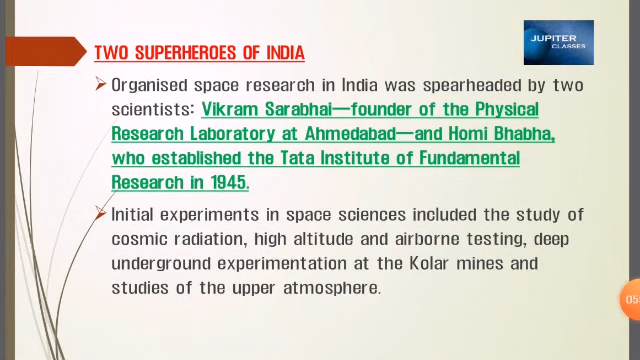 JUPITER
CLASSES
TWO SUPERHEROES OF INDIA
Organised space research in India was spearheaded by two
scientists: Vikram Sarabhai—founder of the Physical
Research Laboratory at Ahmedabad—and Homi Bhabha,
who established the Tata Institute of Fundamental
Research in 1945.
Initial experiments in space sciences included the study of
cosmic radiation, high altitude and airborne testing, deep
underground experimentation at the Kolar mines and
studies of the upper atmosphere.